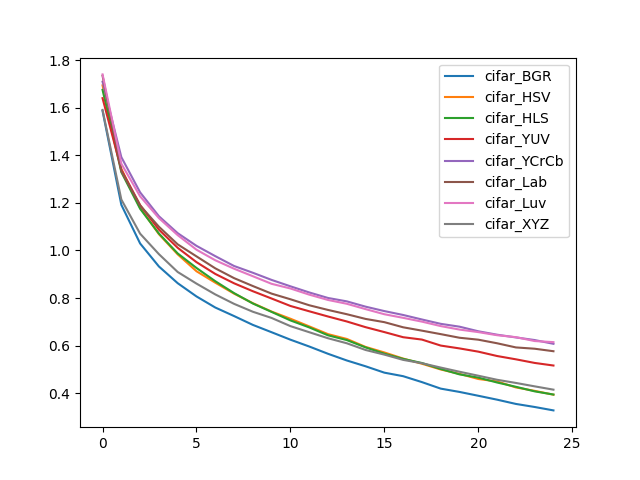 1.8
1.6
1.4
1.2
1.0
0.8
0.6
0.4
0 5 10 15 20 25
cifar_BGR
cifar_HSV
cifar_HLS
cifar_YUV
cifar_YCrCb
cifar_Lab
cifar_Luv
cifar_XYZ